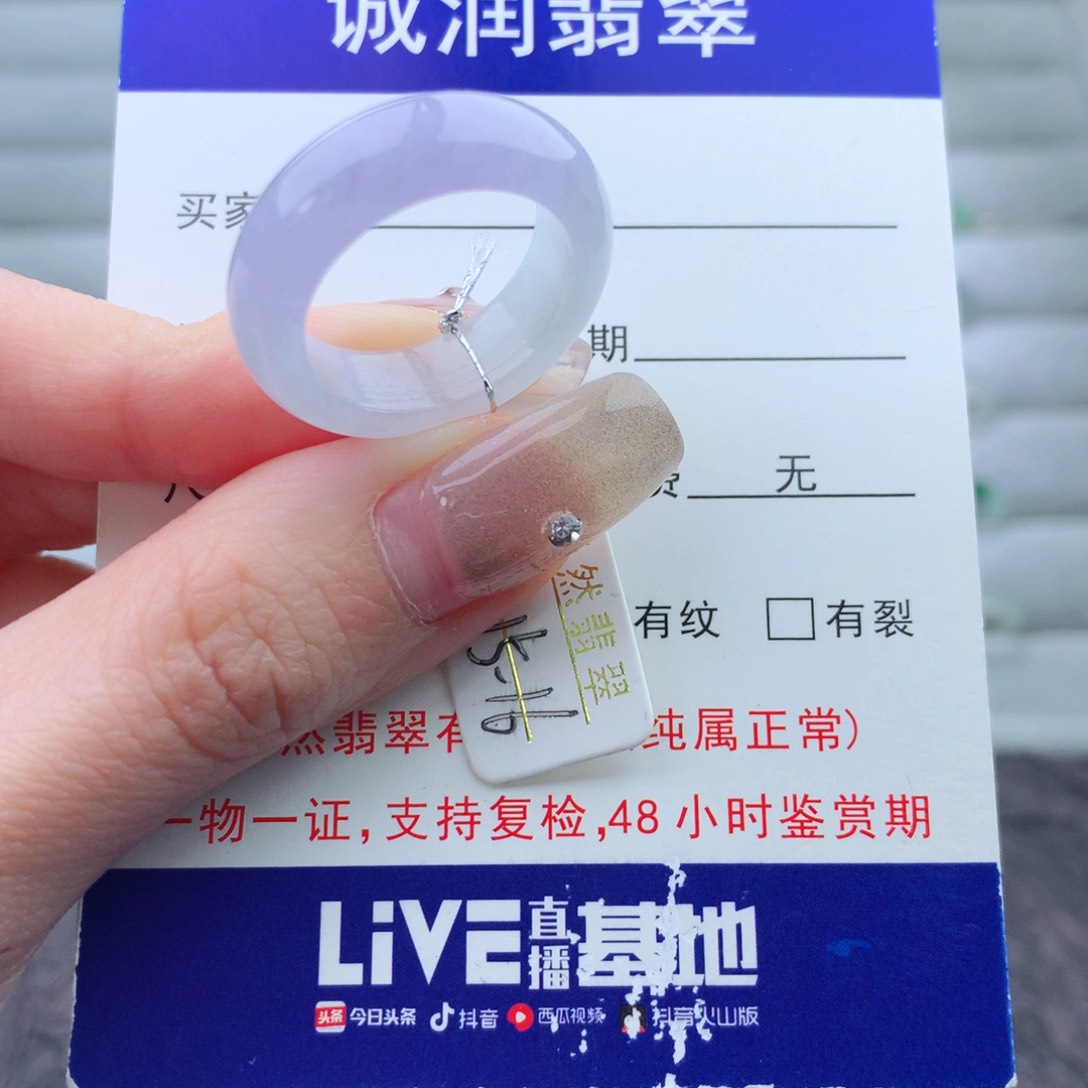 诚润翡翠
买家
期
无
有纹 有裂
然翡翠
15-16
然翡翠有 纯属正常)
一物一证,支持复检,48小时鉴赏期
LiVE直播基地
头条 今日头条 抖音 西瓜视频 抖音火山版